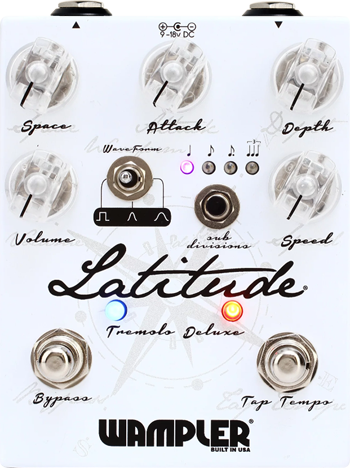 9-18v DC
Space
Attack
Depth
Waveform
3
Volume
sub
divisions
Speed
Latitude®
Tremolo Deluxe
Bypass
Tap Tempo
WAMPLER®
BUILT IN USA